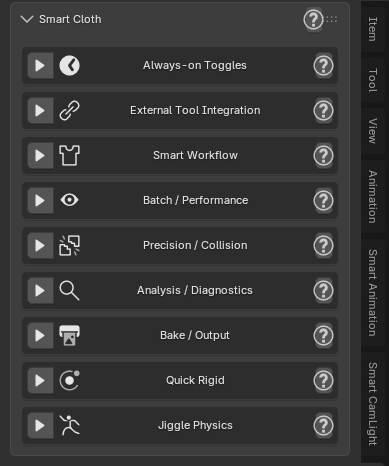 Smart Cloth
Always-on Toggles
External Tool Integration
Smart Workflow
Batch / Performance
Precision / Collision
Analysis / Diagnostics
Bake / Output
Quick Rigid
Jiggle Physics
Item
Tool
View
Animation
Smart Animation
Smart CamLight